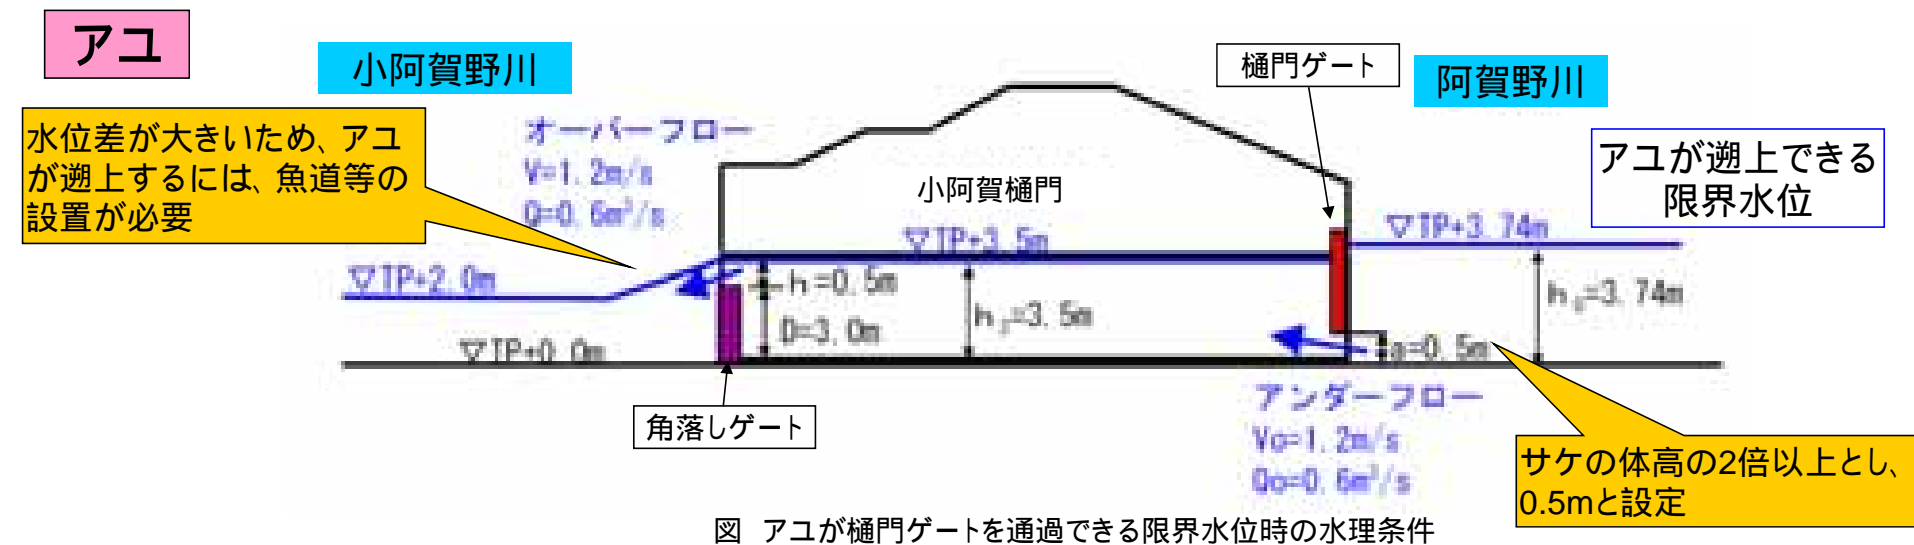 アユ
小阿賀野川
樋門ゲート
阿賀野川
水位差が大きいため、アユ
が遡上するには、魚道等の
設置が必要
オーバーフロー
V=1.2m/s
Q=0.6m³/s
アユが遡上できる
限界水位
小阿賀樋門
▽TP+3.5m
▽TP+3.74m
▽TP+2.0m
h=0.5m
D=3.0m
h₁=3.5m
h₀=3.74m
▽TP+0.0m
a=0.5m
角落しゲート
アンダーフロー
Vo=1.2m/s
Qo=0.6m³/s
サケの体高の2倍以上とし、
0.5mと設定
図 アユが樋門ゲートを通過できる限界水位時の水理条件